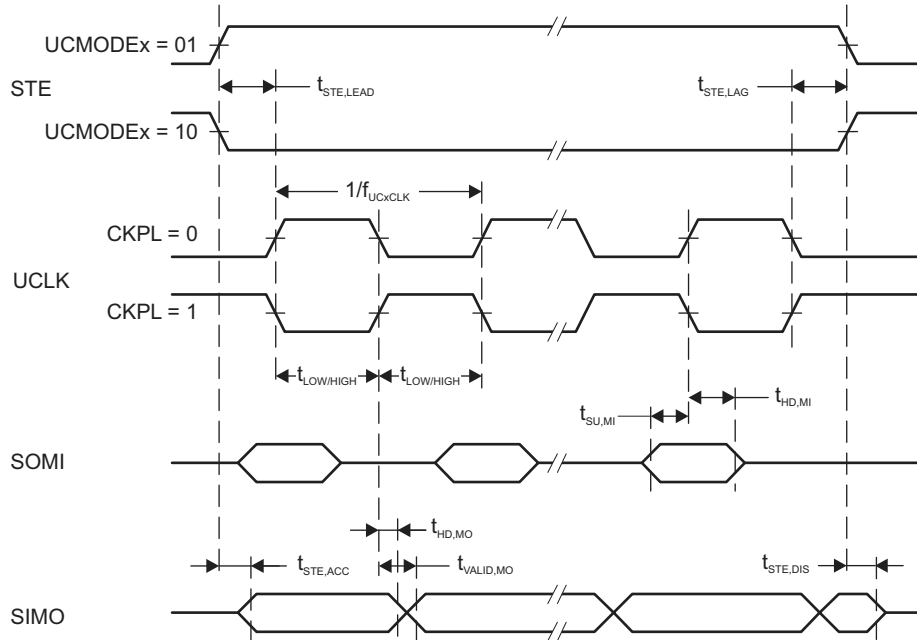 UCMODEx = 01
STE
t_STE,LEAD
t_STE,LAG
UCMODEx = 10
1/f_UCxCLK
CKPL = 0
UCLK
CKPL = 1
t_LOW/HIGH
t_LOW/HIGH
t_SU,MI
t_HD,MI
SOMI
t_HD,MO
t_STE,ACC
t_VALID,MO
t_STE,DIS
SIMO